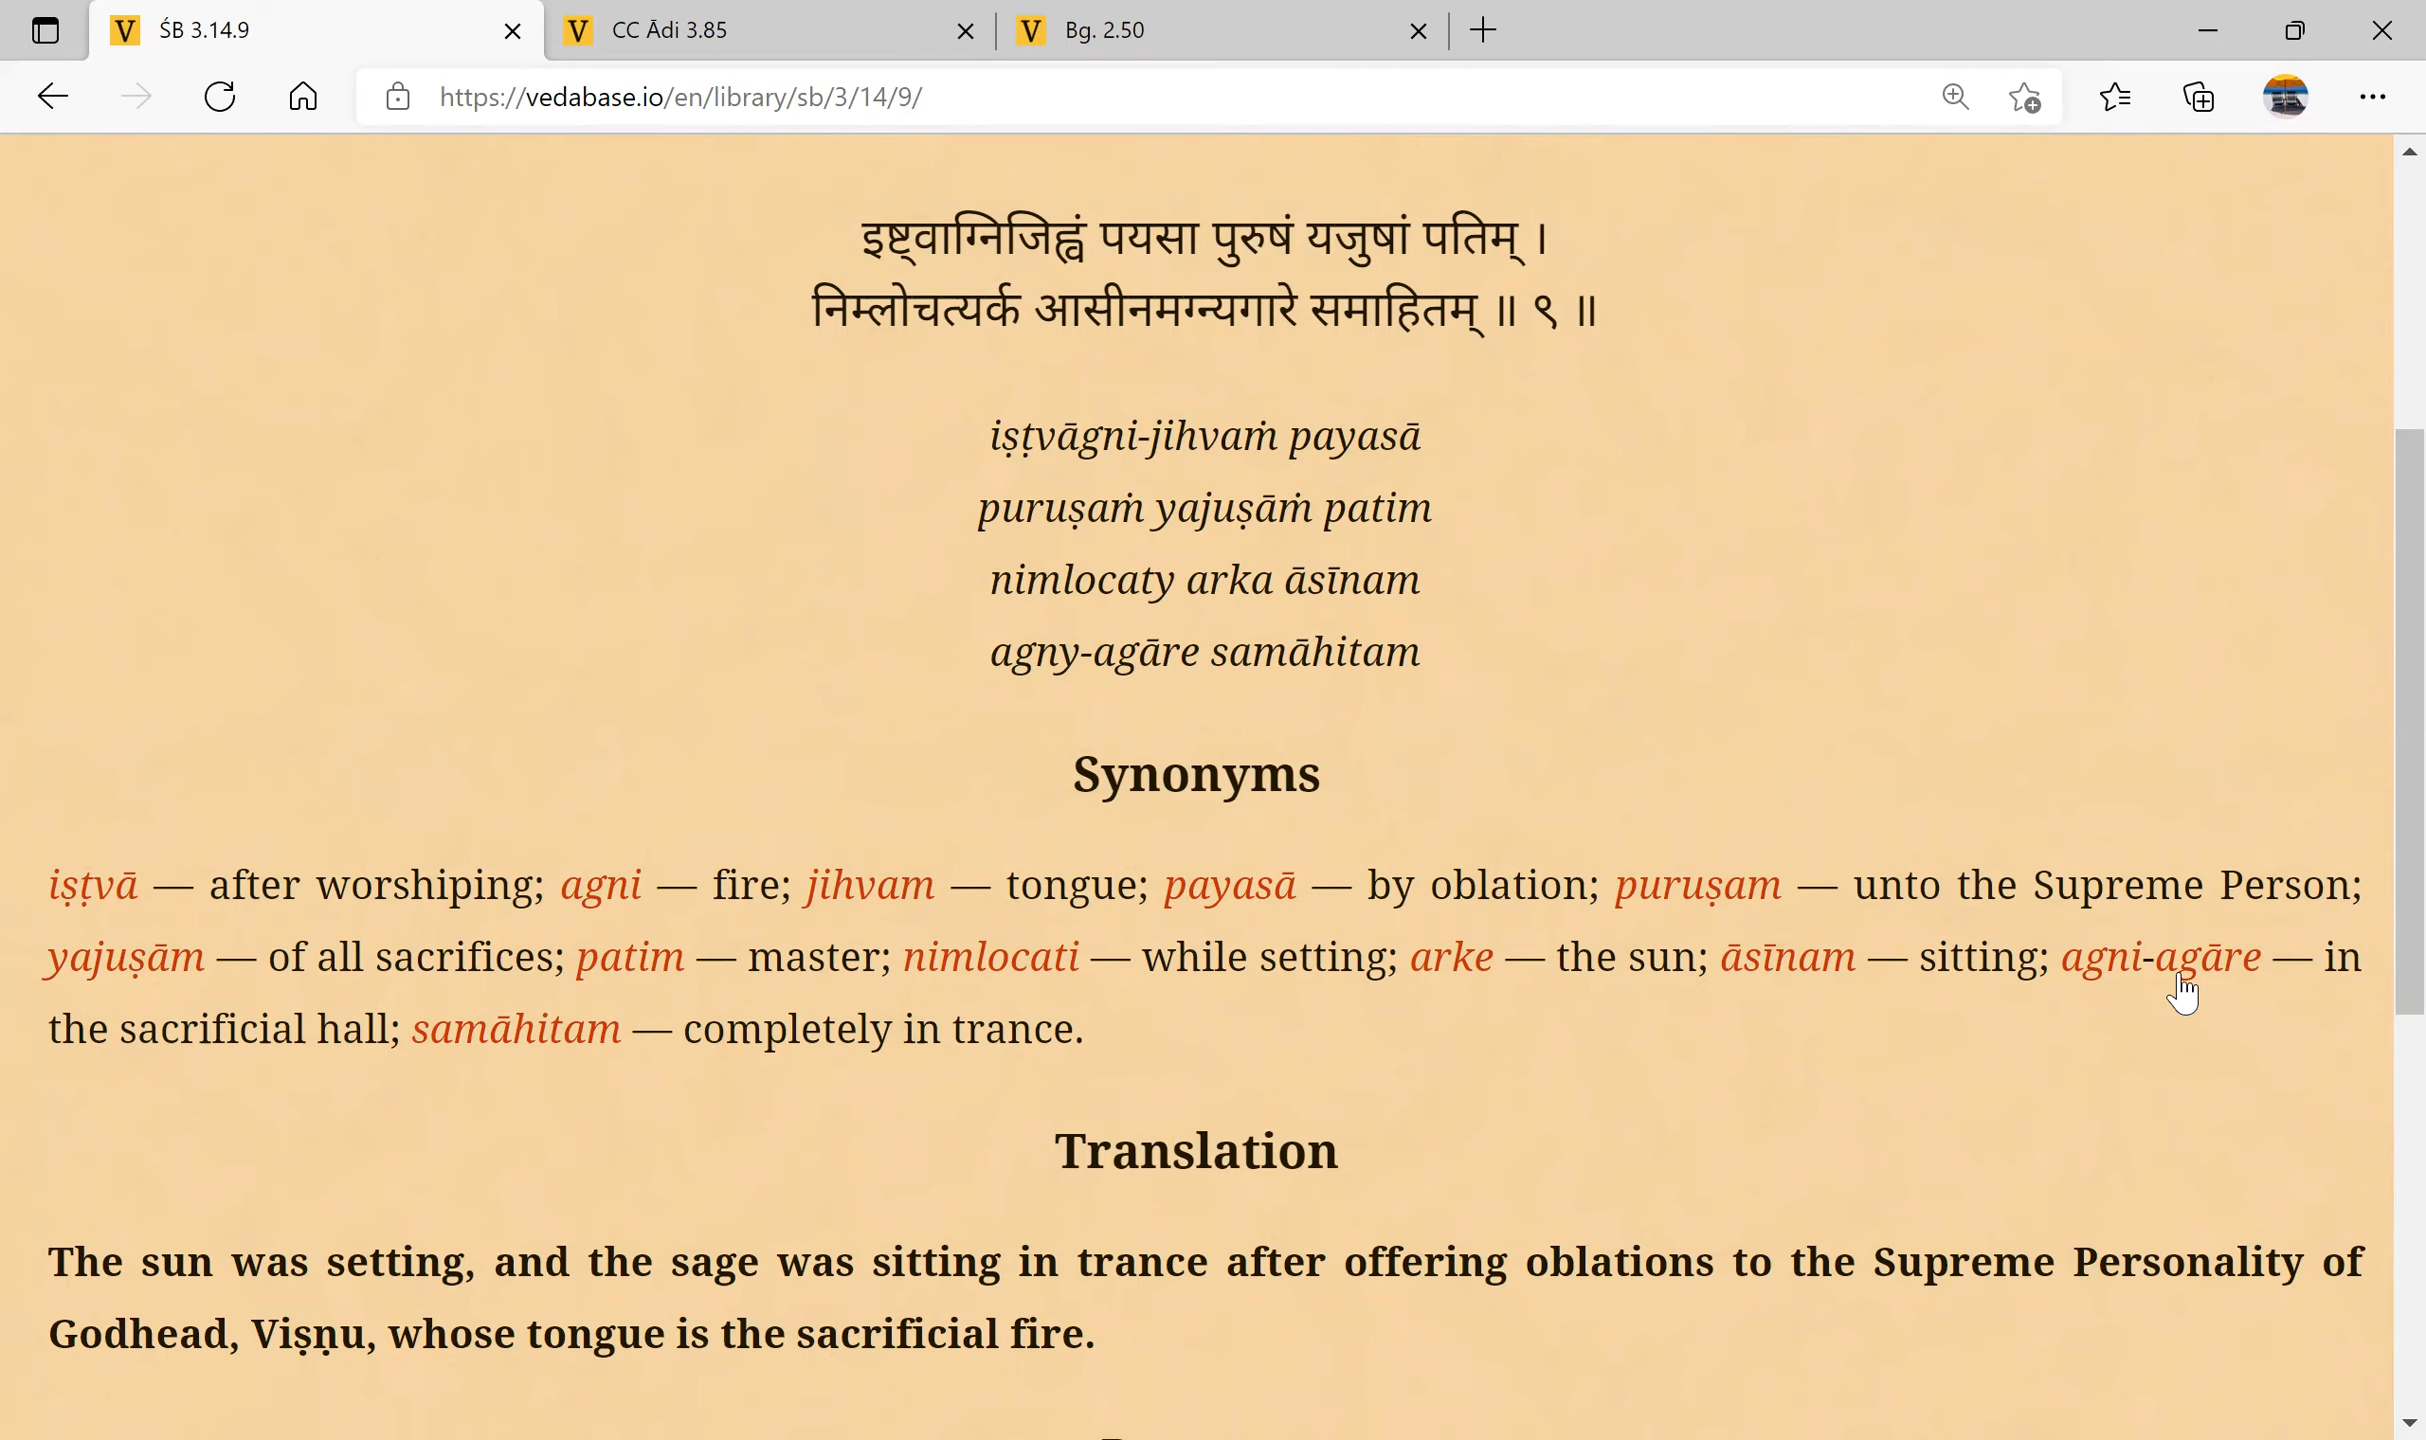 ŚB 3.14.9
CC Ādi 3.85
Bg. 2.50
https://vedabase.io/en/library/sb/3/14/9/
इष्ट्वाग्निजिह्वं पयसा पुरुषं यजुषां पतिम् ।
निम्‍लोचत्यर्क आसीनमग्न्यगारे समाहितम् ॥ ९ ॥
iṣṭvāgni-jihvaṁ payasā
puruṣaṁ yajuṣāṁ patim
nimlocaty arka āsīnam
agny-agāre samāhitam
Synonyms
iṣṭvā — after worshiping; agni — fire; jihvam — tongue; payasā — by oblation; puruṣam — unto the Supreme Person;
yajuṣām — of all sacrifices; patim — master; nimlocati — while setting; arke — the sun; āsīnam — sitting; agni-agāre — in
the sacrificial hall; samāhitam — completely in trance.
Translation
The sun was setting, and the sage was sitting in trance after offering oblations to the Supreme Personality of
Godhead, Viṣṇu, whose tongue is the sacrificial fire.